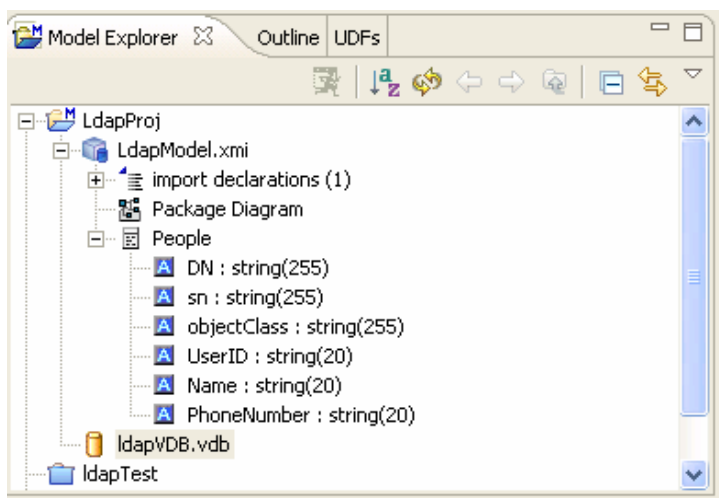 Model Explorer Outline UDFs
LdapProj
LdapModel.xmi
import declarations (1)
Package Diagram
People
DN : string(255)
sn : string(255)
objectClass : string(255)
UserID : string(20)
Name : string(20)
PhoneNumber : string(20)
ldapVDB.vdb
ldapTest